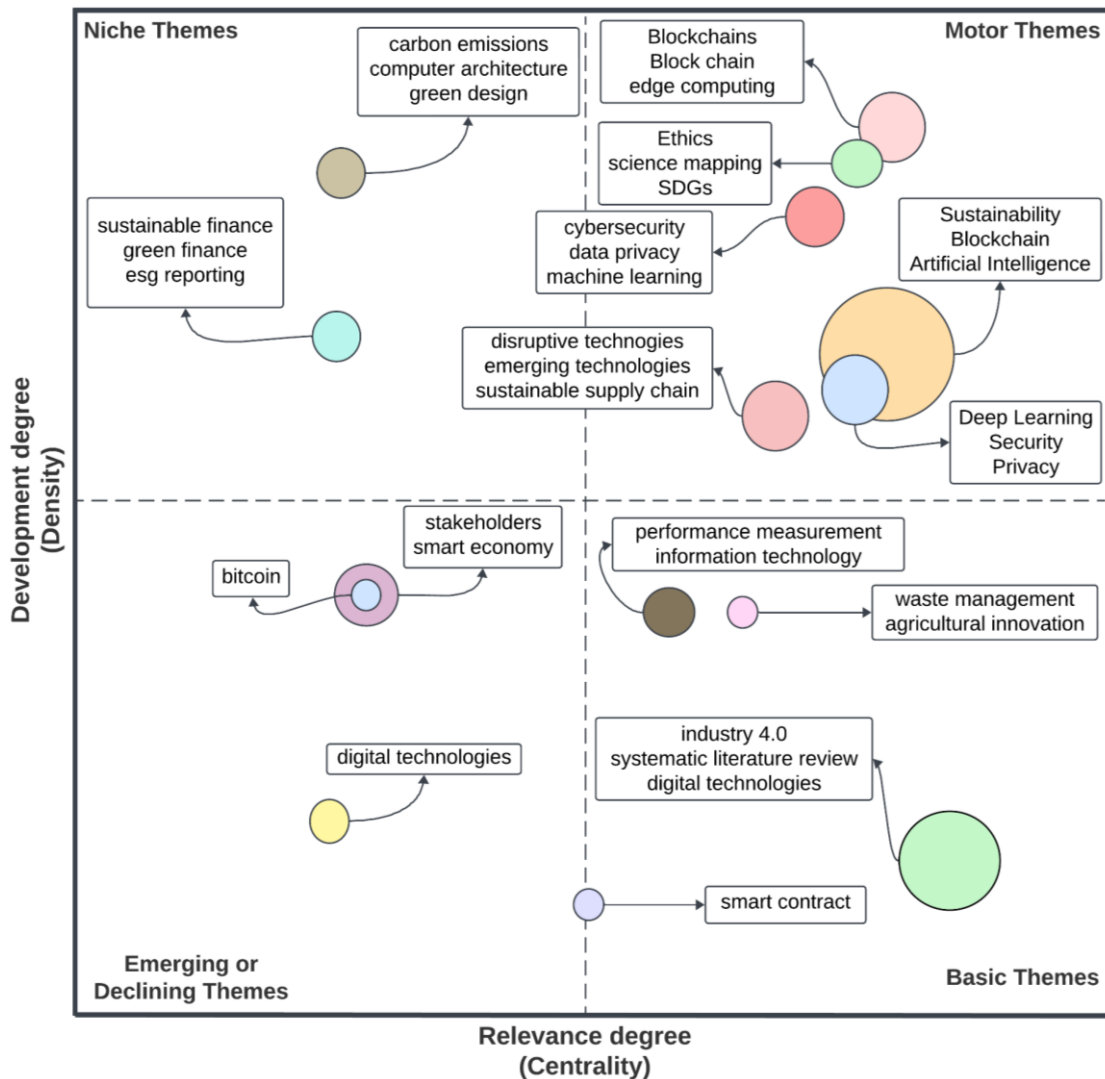 Niche Themes
Motor Themes
carbon emissions
computer architecture
green design
Blockchains
Block chain
edge computing
Ethics
science mapping
SDGs
sustainable finance
green finance
esg reporting
cybersecurity
data privacy
machine learning
Sustainability
Blockchain
Artificial Intelligence
disruptive technogies
emerging technologies
sustainable supply chain
Deep Learning
Security
Privacy
Development degree
(Density)
stakeholders
smart economy
bitcoin
performance measurement
information technology
waste management
agricultural innovation
digital technologies
industry 4.0
systematic literature review
digital technologies
smart contract
Emerging or
Declining Themes
Basic Themes
Relevance degree
(Centrality)